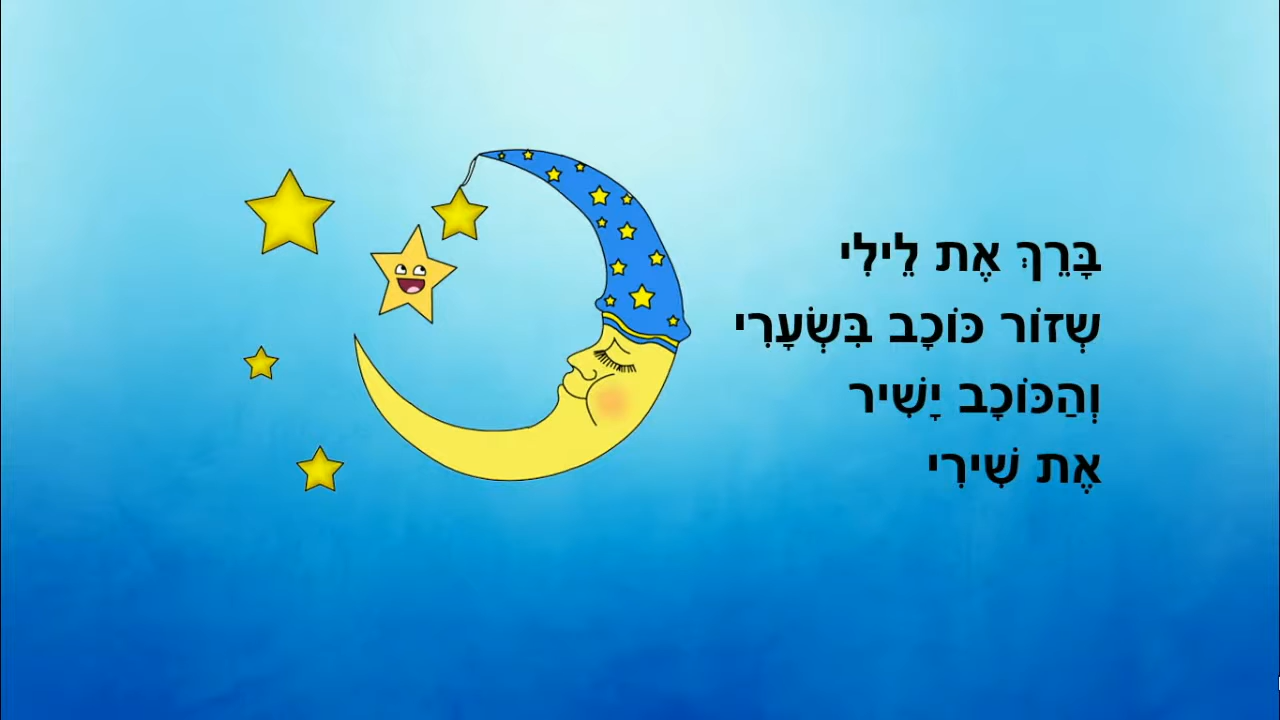 בָּרֵךְ אֶת לֵילִי
שְׁזוֹר כּוֹכָב בִּשְׂעָרִי
וְהַכּוֹכָב יָשִׁיר
אֶת שִׁירִי